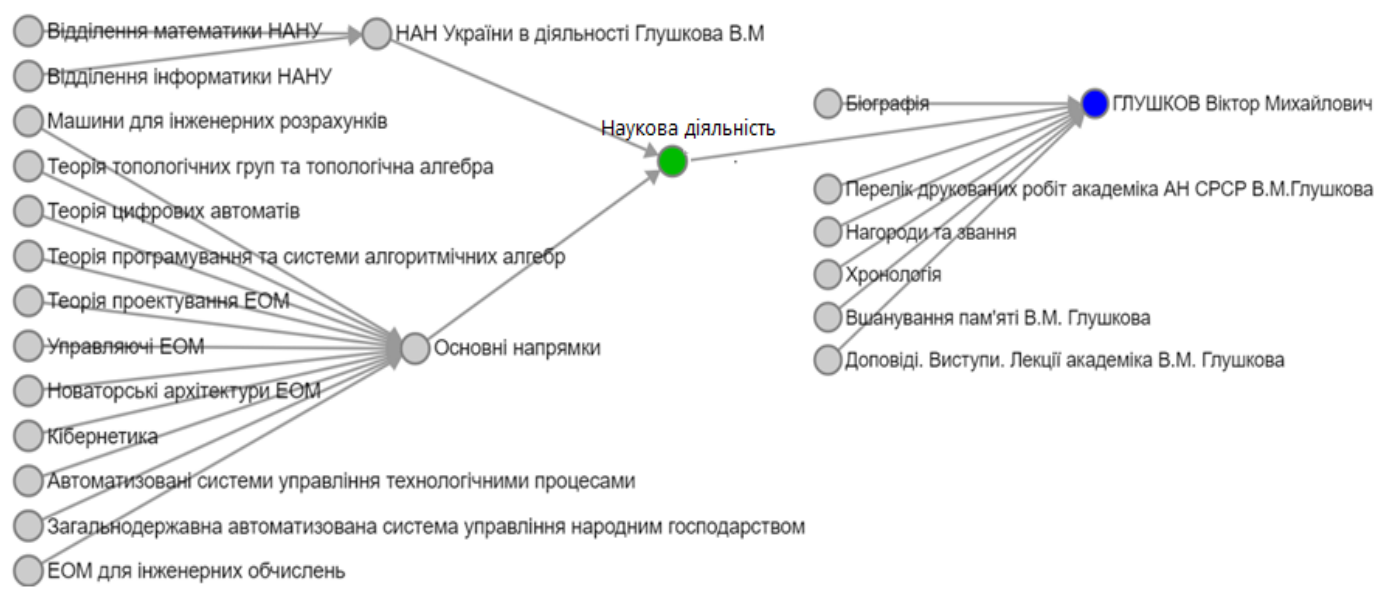 Відділення математики НАНУ
НАН України в діяльності Глушкова В.М
Відділення інформатики НАНУ
Машини для інженерних розрахунків
Теорія топологічних груп та топологічна алгебра
Теорія цифрових автоматів
Теорія програмування та системи алгоритмічних алгебр
Теорія проектування ЕОМ
Управляючі ЕОМ
Основні напрямки
Новаторські архітектури ЕОМ
Кібернетика
Автоматизовані системи управління технологічними процесами
Загальнодержавна автоматизована система управління народним господарством
ЕОМ для інженерних обчислень
Наукова діяльність
Біографія
ГЛУШКОВ Віктор Михайлович
Перелік друкованих робіт академіка АН СРСР В.М.Глушкова
Нагороди та звання
Хронологія
Вшанування пам'яті В.М. Глушкова
Доповіді. Виступи. Лекції академіка В.М. Глушкова